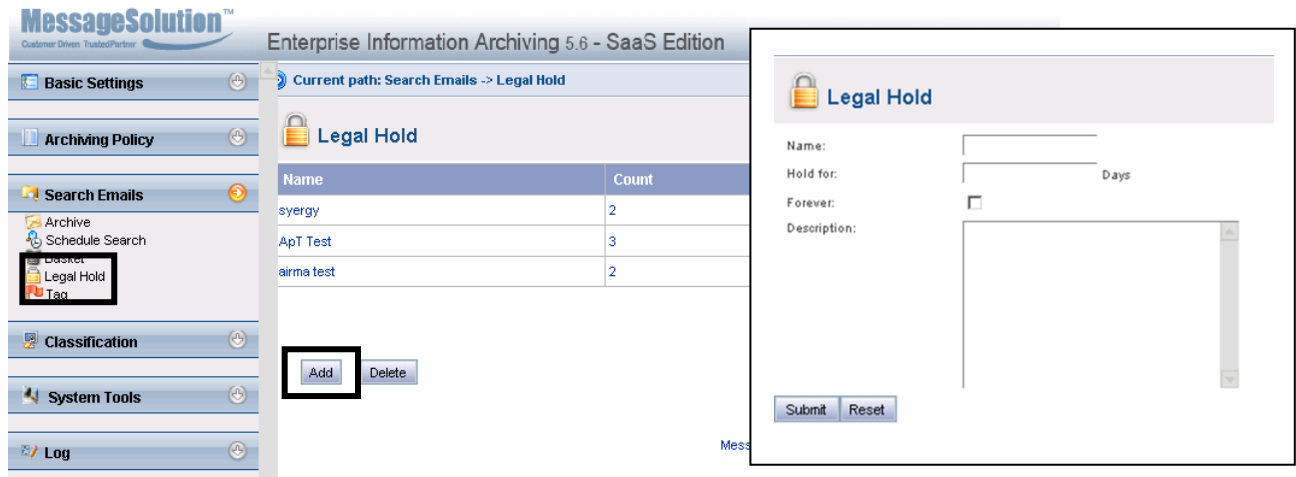 MessageSolution™
Customer Driven TrustedPartner
Enterprise Information Archiving 5.6 - SaaS Edition
Basic Settings
Archiving Policy
Search Emails
Archive
Schedule Search
Basket
Legal Hold
Tag
Classification
System Tools
Log
Current path: Search Emails -> Legal Hold
Legal Hold
Name Count
syergy 2
ApT Test 3
airma test 2
Add Delete
Mess
Legal Hold
Name:
Hold for: Days
Forever:
Description:
Submit Reset